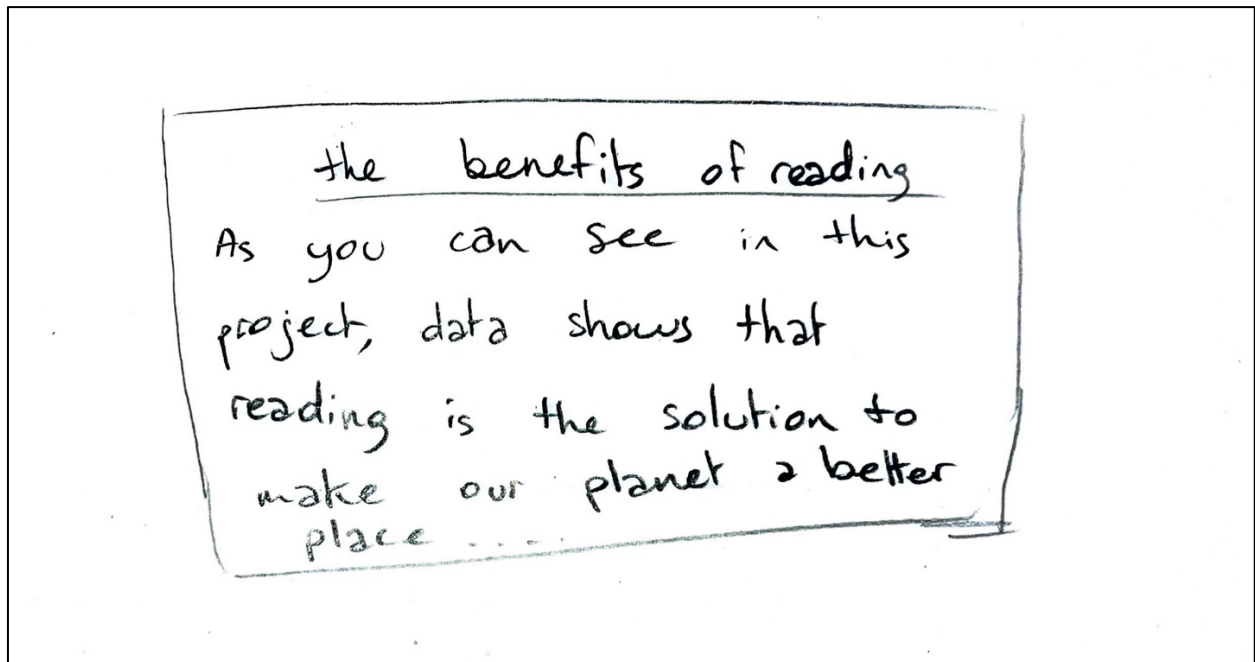 the benefits of reading
As you can see in this
project, data shows that
reading is the solution to
make our planet a better
place .....